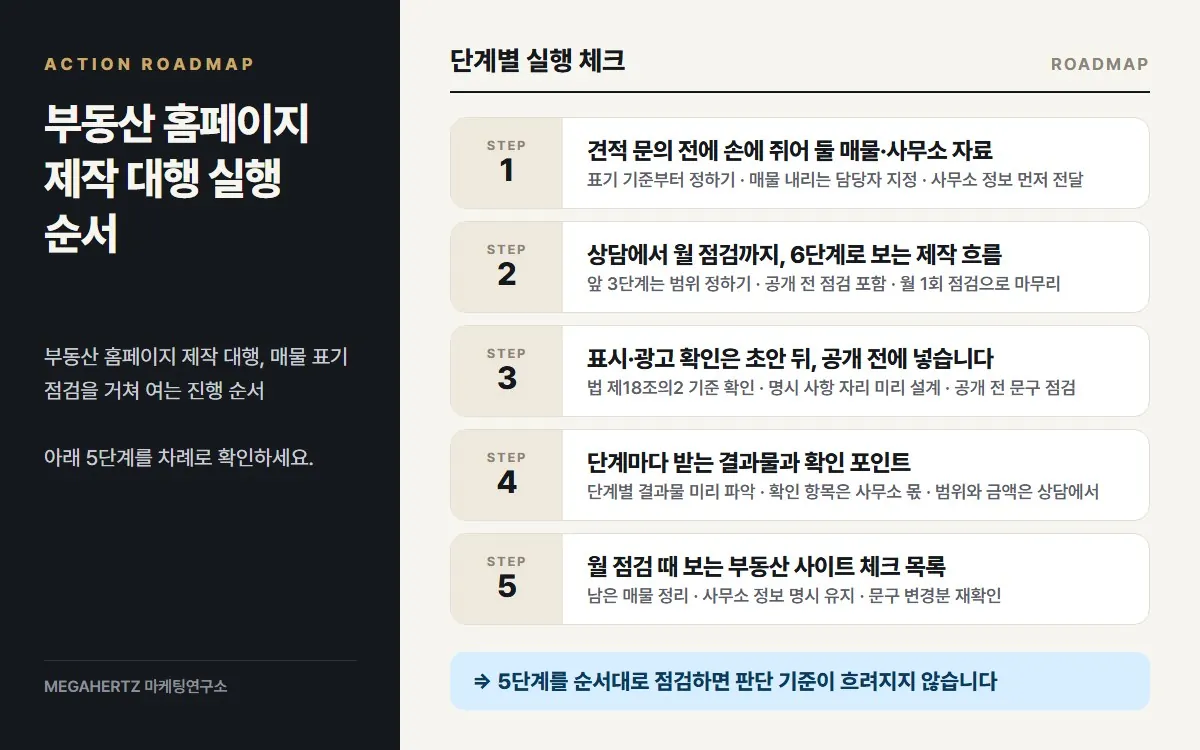 ACTION ROADMAP
부동산 홈페이지
제작 대행 실행
순서
부동산 홈페이지 제작 대행, 매물 표기
점검을 거쳐 여는 진행 순서
아래 5단계를 차례로 확인하세요.
MEGAHERTZ 마케팅연구소
단계별 실행 체크
ROADMAP
STEP
1
견적 문의 전에 손에 쥐어 둘 매물·사무소 자료
표기 기준부터 정하기 · 매물 내리는 담당자 지정 · 사무소 정보 먼저 전달
STEP
2
상담에서 월 점검까지, 6단계로 보는 제작 흐름
앞 3단계는 범위 정하기 · 공개 전 점검 포함 · 월 1회 점검으로 마무리
STEP
3
표시·광고 확인은 초안 뒤, 공개 전에 넣습니다
법 제18조의2 기준 확인 · 명시 사항 자리 미리 설계 · 공개 전 문구 점검
STEP
4
단계마다 받는 결과물과 확인 포인트
단계별 결과물 미리 파악 · 확인 항목은 사무소 몫 · 범위와 금액은 상담에서
STEP
5
월 점검 때 보는 부동산 사이트 체크 목록
남은 매물 정리 · 사무소 정보 명시 유지 · 문구 변경분 재확인
→ 5단계를 순서대로 점검하면 판단 기준이 흐려지지 않습니다